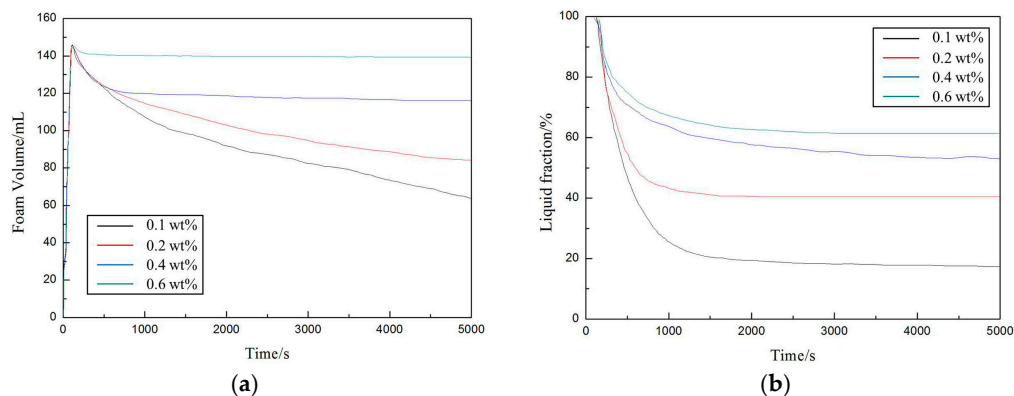 160
140
120
100
80
60
40
20
0
Foam Volume/mL
0.1 wt%
0.2 wt%
0.4 wt%
0.6 wt%
0 1000 2000 3000 4000 5000
Time/s
(a)
100
80
60
40
20
0
Liquid fraction/%
0.1 wt%
0.2 wt%
0.4 wt%
0.6 wt%
0 1000 2000 3000 4000 5000
Time/s
(b)